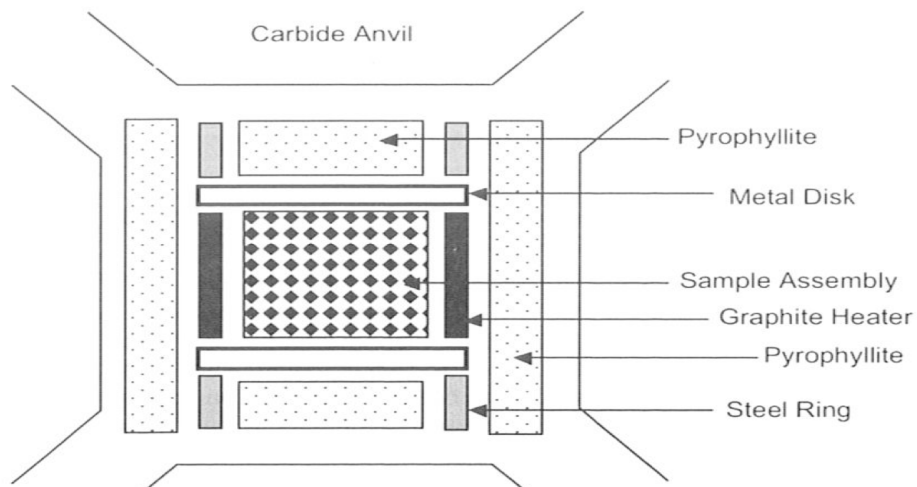 Carbide Anvil
Pyrophyllite
Metal Disk
Sample Assembly
Graphite Heater
Pyrophyllite
Steel Ring